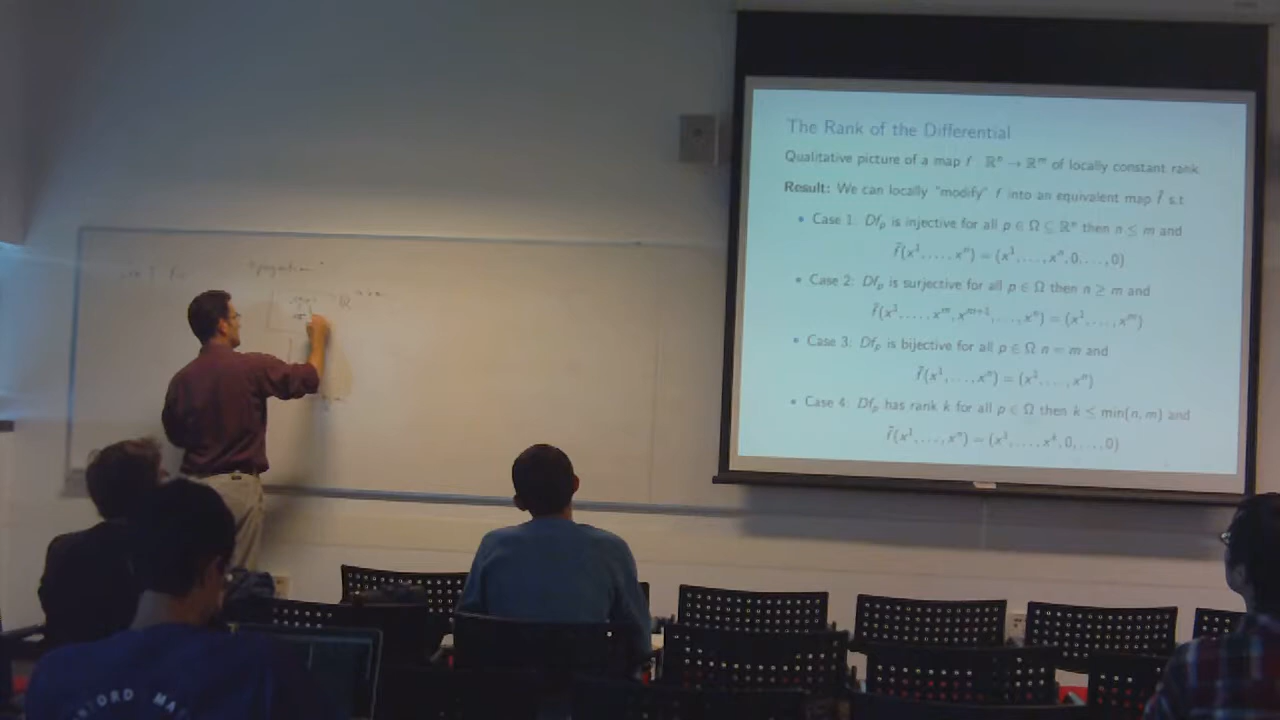 The Rank of the Differential
Qualitative picture of a map f : ℝⁿ → ℝᵐ of locally constant rank.
Result: We can locally "modify" f into an equivalent map f̃ s.t
• Case 1: Df_p is injective for all p ∈ Ω ⊆ ℝⁿ then n ≤ m and
f̃(x¹, . . . , xⁿ) = (x¹, . . . , xⁿ, 0, . . . , 0)
• Case 2: Df_p is surjective for all p ∈ Ω then n ≥ m and
f̃(x¹, . . . , xᵐ, xᵐ⁺¹, . . . , xⁿ) = (x¹, . . . , xᵐ)
• Case 3: Df_p is bijective for all p ∈ Ω n = m and
f̃(x¹, . . . , xⁿ) = (x¹, . . . , xⁿ)
• Case 4: Df_p has rank k for all p ∈ Ω then k ≤ min(n, m) and
f̃(x¹, . . . , xⁿ) = (x¹, . . . , xᵏ, 0, . . . , 0)